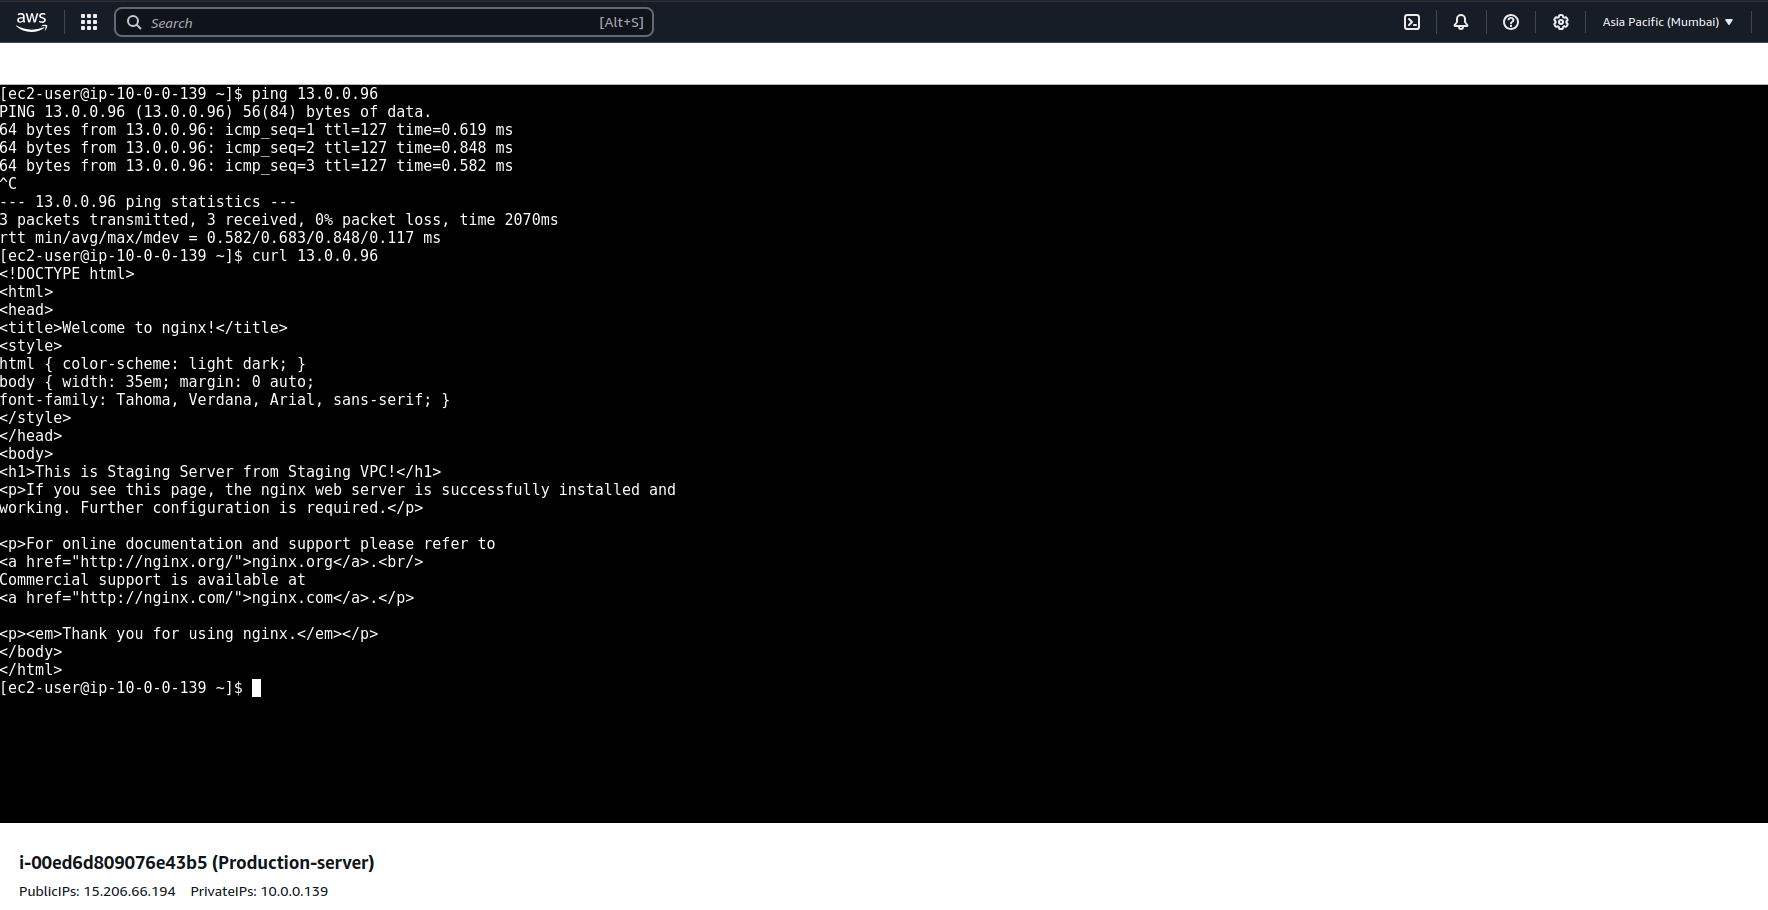 aws
Search [Alt+S]
Asia Pacific (Mumbai)
[ec2-user@ip-10-0-0-139 ~]$ ping 13.0.0.96
PING 13.0.0.96 (13.0.0.96) 56(84) bytes of data.
64 bytes from 13.0.0.96: icmp_seq=1 ttl=127 time=0.619 ms
64 bytes from 13.0.0.96: icmp_seq=2 ttl=127 time=0.848 ms
64 bytes from 13.0.0.96: icmp_seq=3 ttl=127 time=0.582 ms
^C
--- 13.0.0.96 ping statistics ---
3 packets transmitted, 3 received, 0% packet loss, time 2070ms
rtt min/avg/max/mdev = 0.582/0.683/0.848/0.117 ms
[ec2-user@ip-10-0-0-139 ~]$ curl 13.0.0.96
<!DOCTYPE html>
<html>
<head>
<title>Welcome to nginx!</title>
<style>
html { color-scheme: light dark; }
body { width: 35em; margin: 0 auto;
font-family: Tahoma, Verdana, Arial, sans-serif; }
</style>
</head>
<body>
<h1>This is Staging Server from Staging VPC!</h1>
<p>If you see this page, the nginx web server is successfully installed and
working. Further configuration is required.</p>
<p>For online documentation and support please refer to
<a href="http://nginx.org/">nginx.org</a>.<br/>
Commercial support is available at
<a href="http://nginx.com/">nginx.com</a>.</p>
<p><em>Thank you for using nginx.</em></p>
</body>
</html>
[ec2-user@ip-10-0-0-139 ~]$
i-00ed6d809076e43b5 (Production-server)
PublicIPs: 15.206.66.194 PrivateIPs: 10.0.0.139